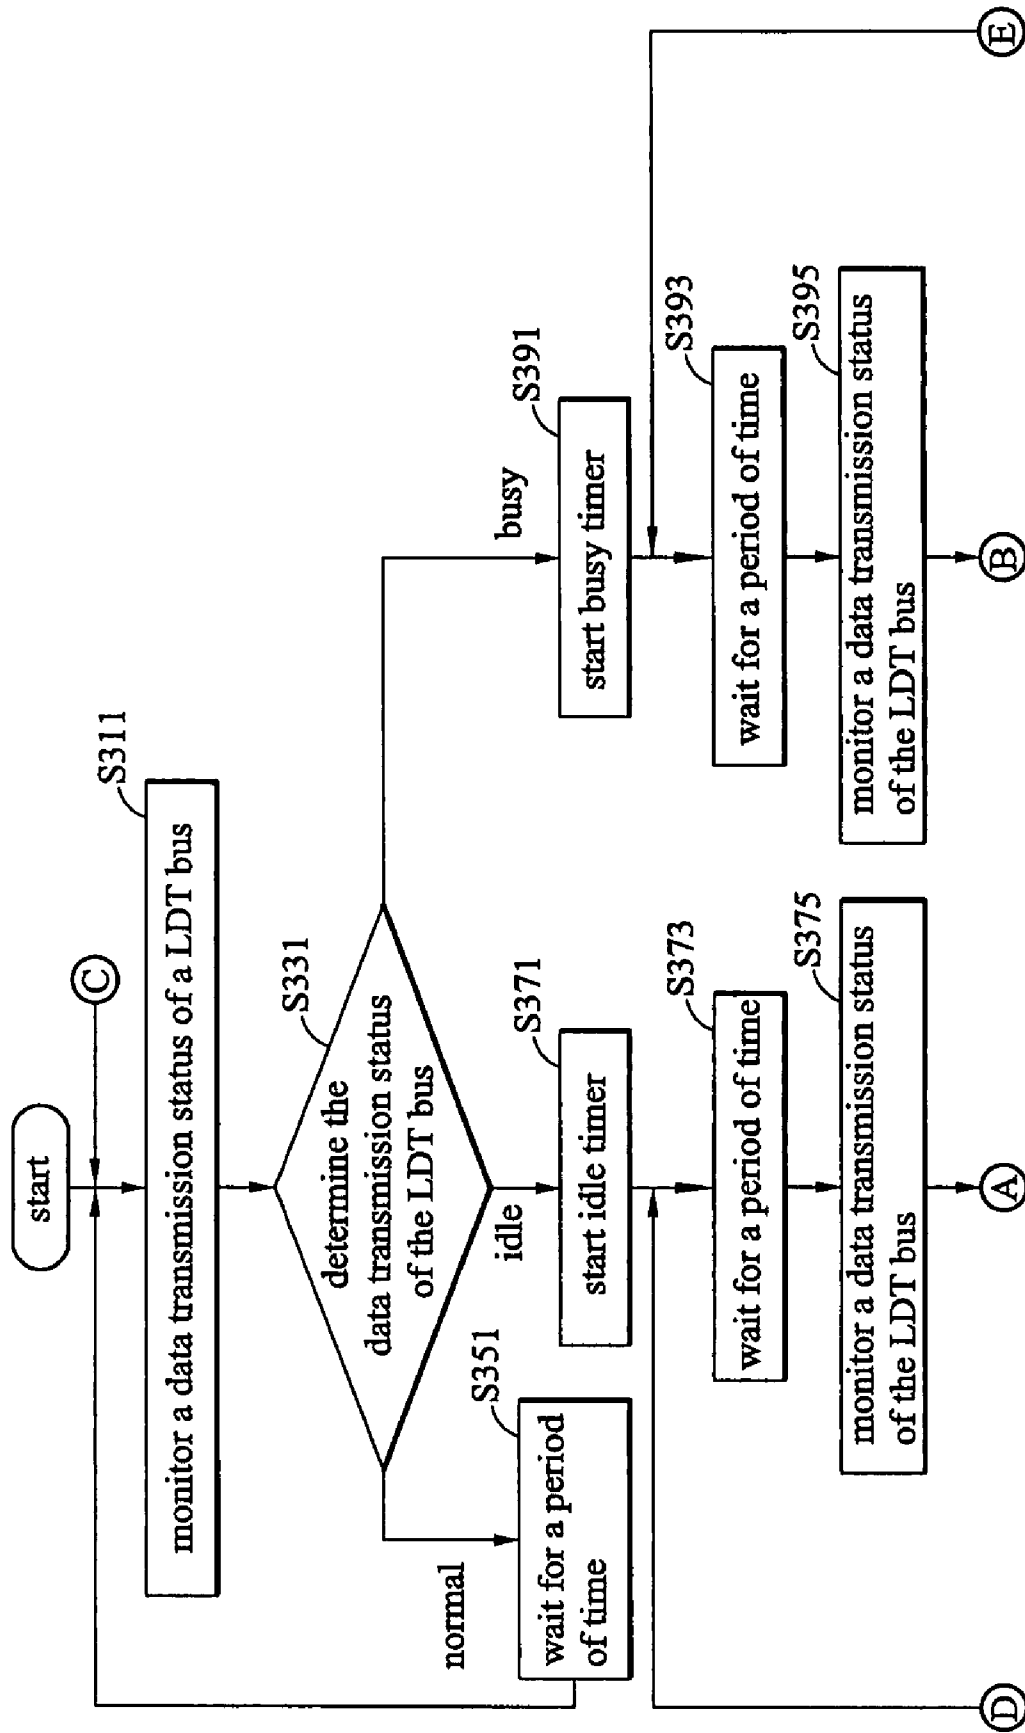 start
C
S311
monitor a data transmission status of a LDT bus
S331
determine the
data transmission status
of the LDT bus
normal
idle
busy
S351
wait for a period
of time
S371
start idle timer
S391
start busy timer
S373
wait for a period of time
S393
wait for a period of time
S375
monitor a data transmission status
of the LDT bus
S395
monitor a data transmission status
of the LDT bus
D
A
B
E